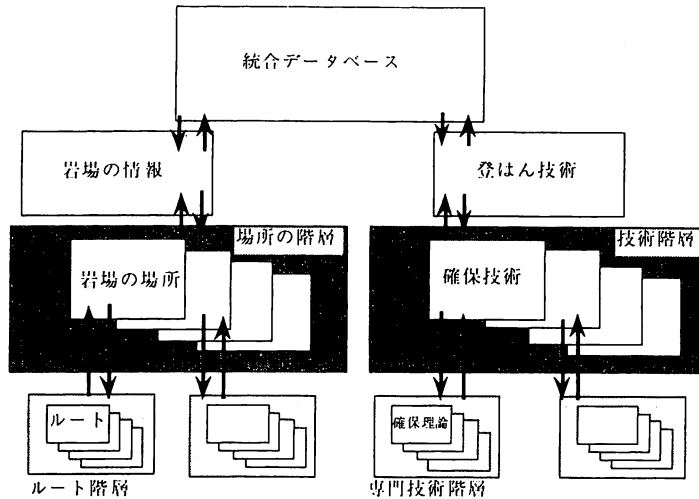 統合データベース
岩場の情報
登はん技術
場所の階層
技術階層
岩場の場所
確保技術
ルート
確保理論
ルート階層
専門技術階層